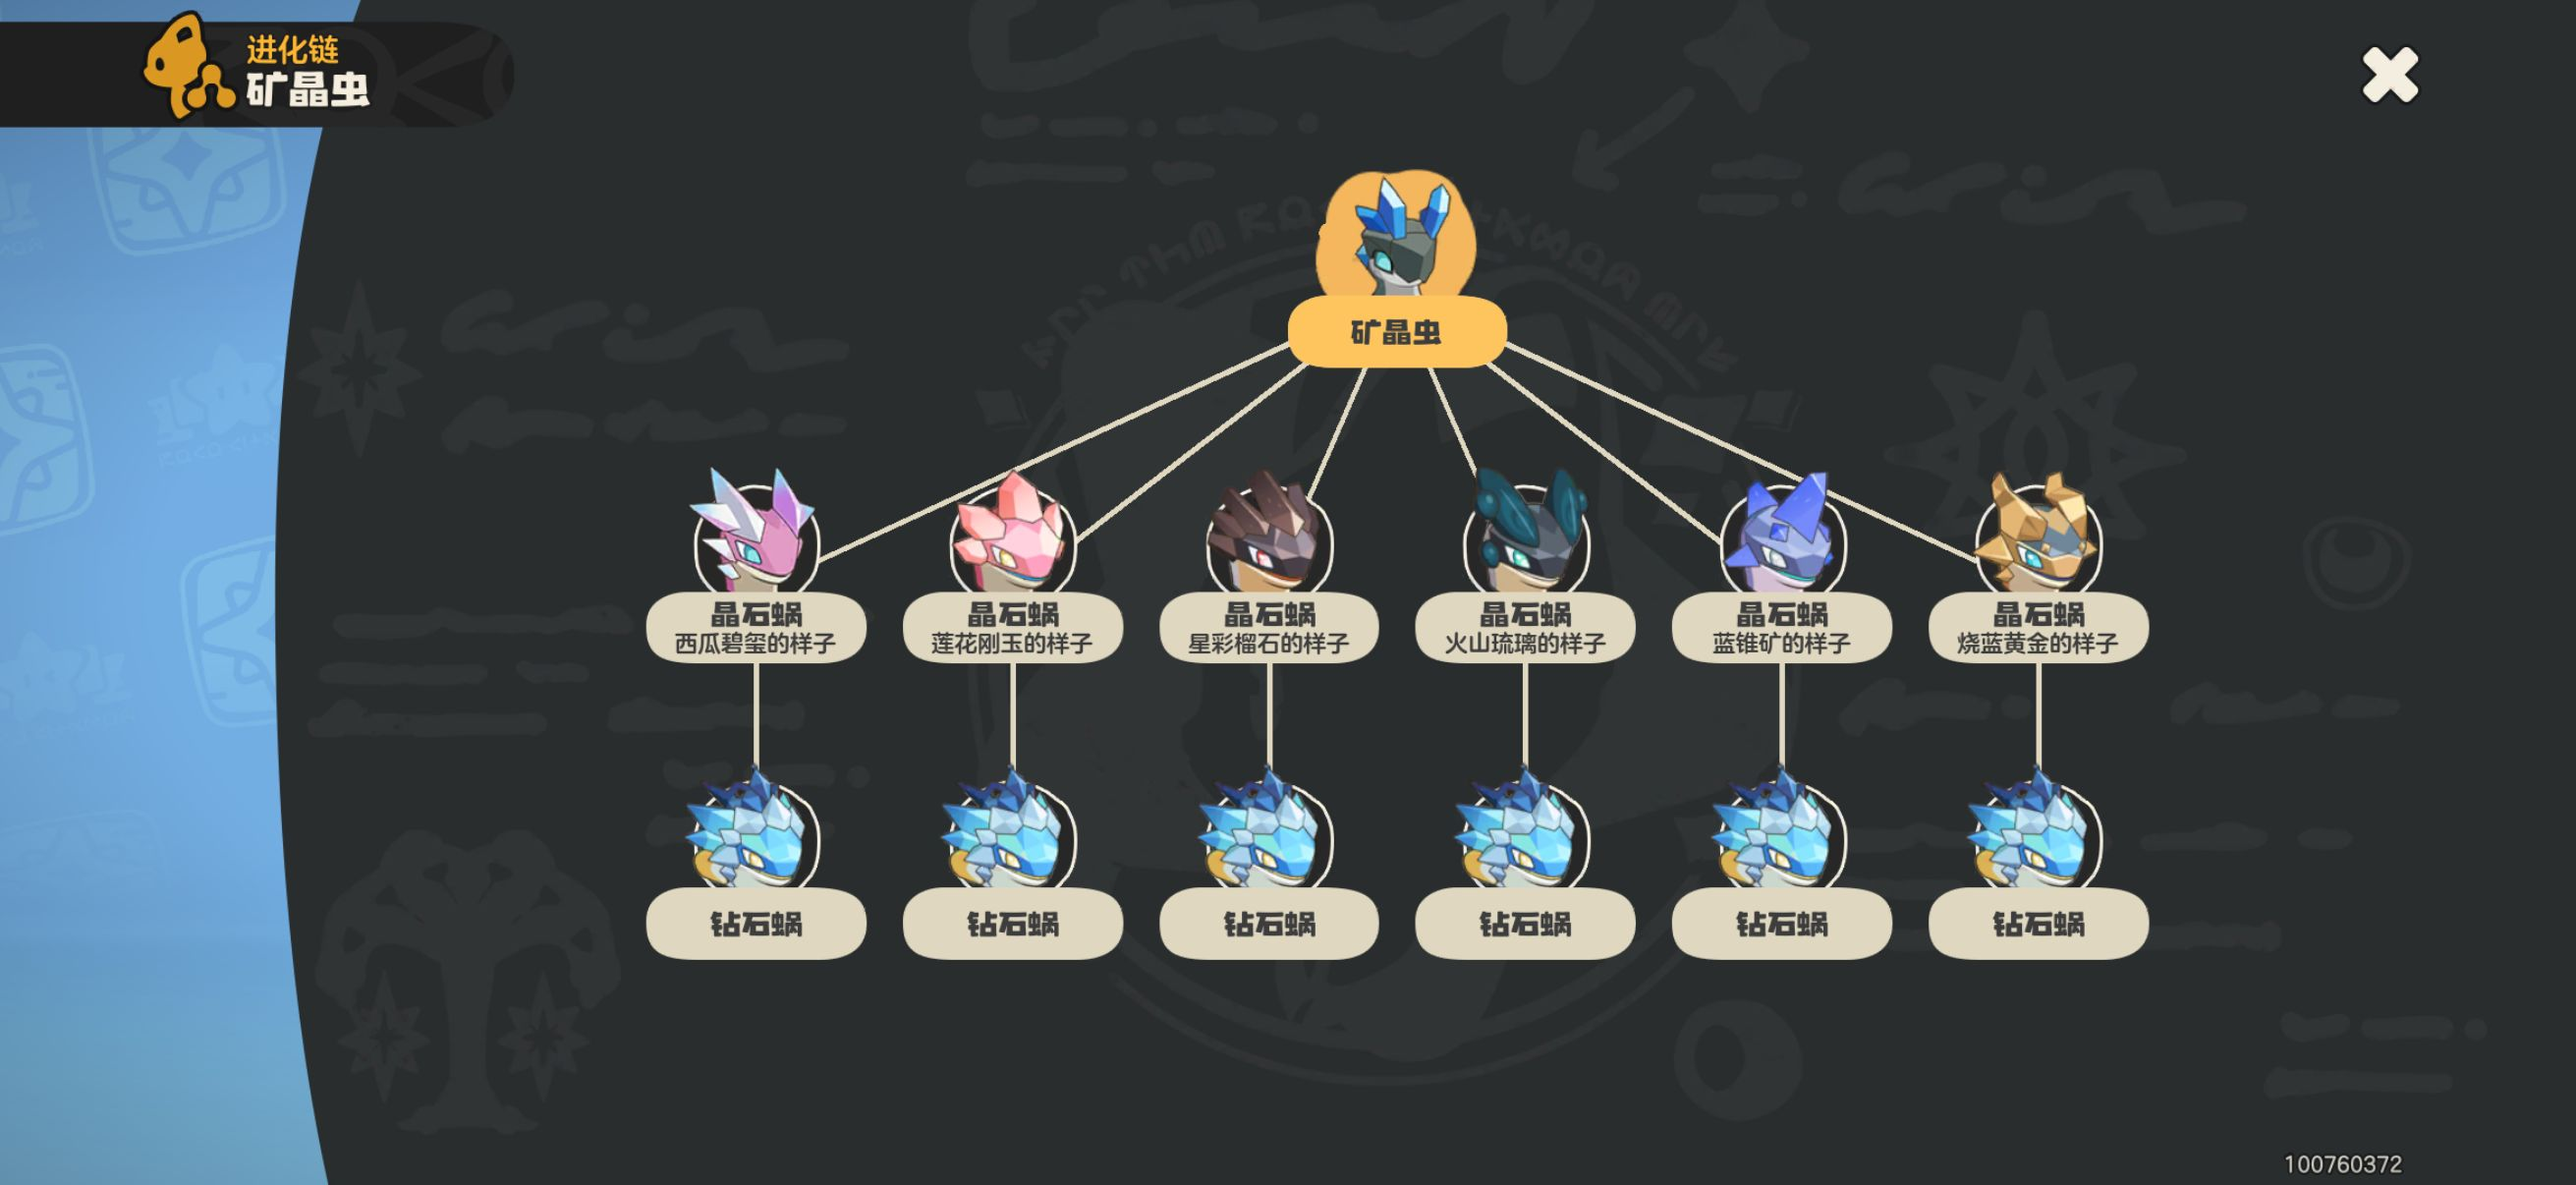 进化链
矿晶虫
矿晶虫
晶石蜗
西瓜碧玺的样子
晶石蜗
莲花刚玉的样子
晶石蜗
星彩榴石的样子
晶石蜗
火山琉璃的样子
晶石蜗
蓝锥矿的样子
晶石蜗
烧蓝黄金的样子
钻石蜗
钻石蜗
钻石蜗
钻石蜗
钻石蜗
钻石蜗
100760372